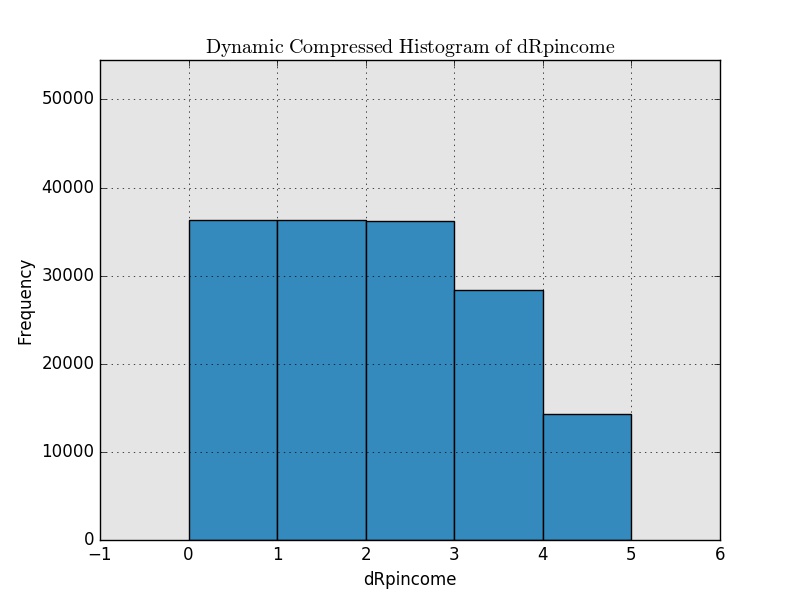 Dynamic Compressed Histogram of dRpincome
50000
40000
30000
20000
10000
0
Frequency
−1 0 1 2 3 4 5 6
dRpincome